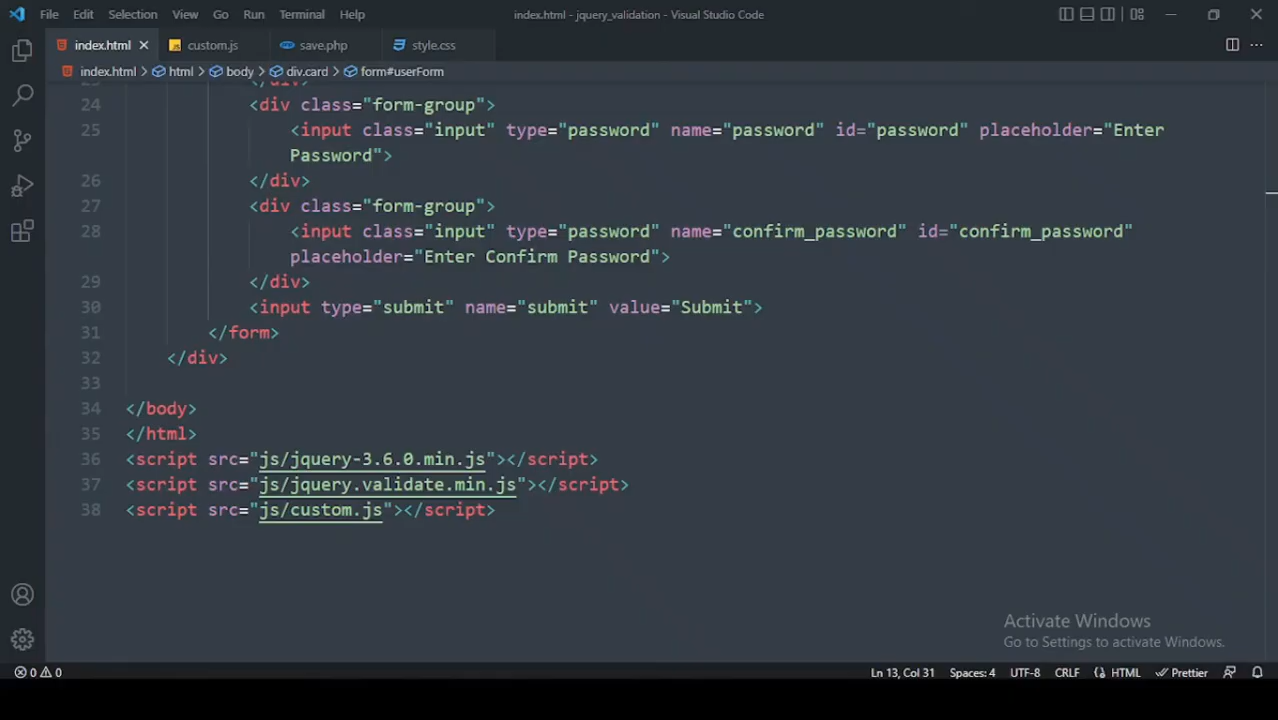 File Edit Selection View Go Run Terminal Help index.html - jquery_validation - Visual Studio Code
index.html custom.js save.php style.css
index.html > html > body > div.card > form#userForm
23 </div>
24 <div class="form-group">
25 <input class="input" type="password" name="password" id="password" placeholder="Enter
Password">
26 </div>
27 <div class="form-group">
28 <input class="input" type="password" name="confirm_password" id="confirm_password"
placeholder="Enter Confirm Password">
29 </div>
30 <input type="submit" name="submit" value="Submit">
31 </form>
32 </div>
33
34 </body>
35 </html>
36 <script src="js/jquery-3.6.0.min.js"></script>
37 <script src="js/jquery.validate.min.js"></script>
38 <script src="js/custom.js"></script>
Activate Windows
Go to Settings to activate Windows.
0 0 Ln 13, Col 31 Spaces: 4 UTF-8 CRLF HTML Prettier